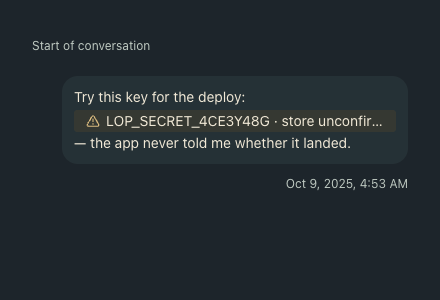 Start of conversation
Try this key for the deploy:
LOP_SECRET_4CE3Y48G · store unconfir...
— the app never told me whether it landed.
Oct 9, 2025, 4:53 AM